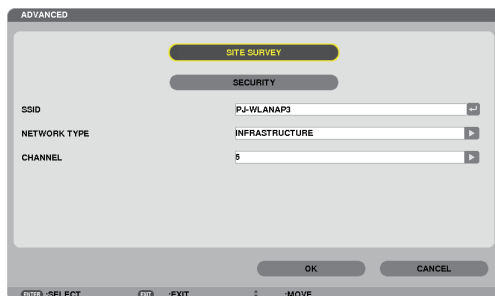 ADVANCED
SITE SURVEY
SECURITY
SSID PJ-WLANAP3
NETWORK TYPE INFRASTRUCTURE
CHANNEL 5
OK CANCEL
ENTER :SELECT EXIT :EXIT :MOVE